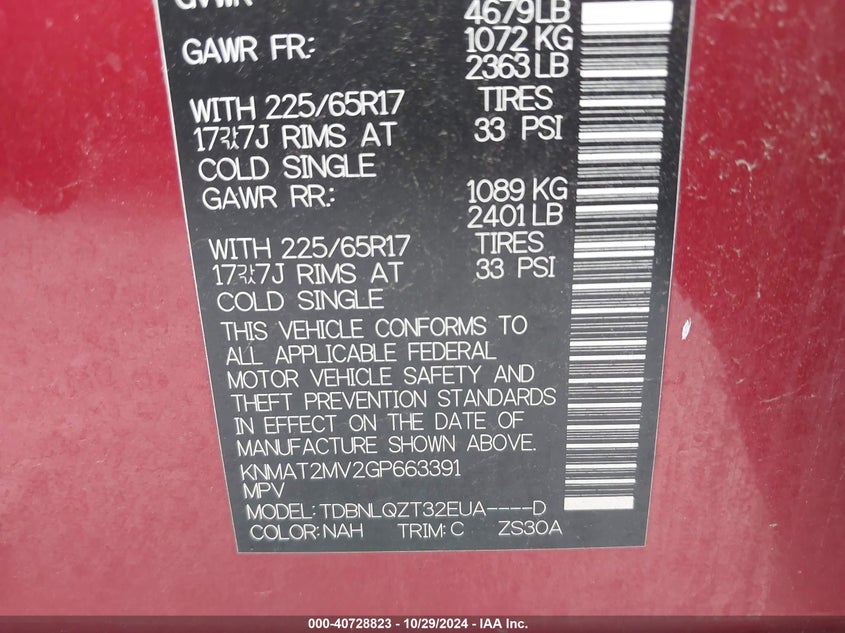 GVWR
4679 LB
GAWR FR: 1072 KG
2363 LB
WITH 225/65R17 TIRES
17X7J RIMS AT 33 PSI
COLD SINGLE
GAWR RR: 1089 KG
2401 LB
WITH 225/65R17 TIRES
17X7J RIMS AT 33 PSI
COLD SINGLE
THIS VEHICLE CONFORMS TO
ALL APPLICABLE FEDERAL
MOTOR VEHICLE SAFETY AND
THEFT PREVENTION STANDARDS
IN EFFECT ON THE DATE OF
MANUFACTURE SHOWN ABOVE.
KNMAT2MV2GP663391
MPV
MODEL: TDBNLQZT32EUA----D
COLOR: NAH TRIM: C ZS30A
000-40728823 - 10/29/2024 - IAA Inc.